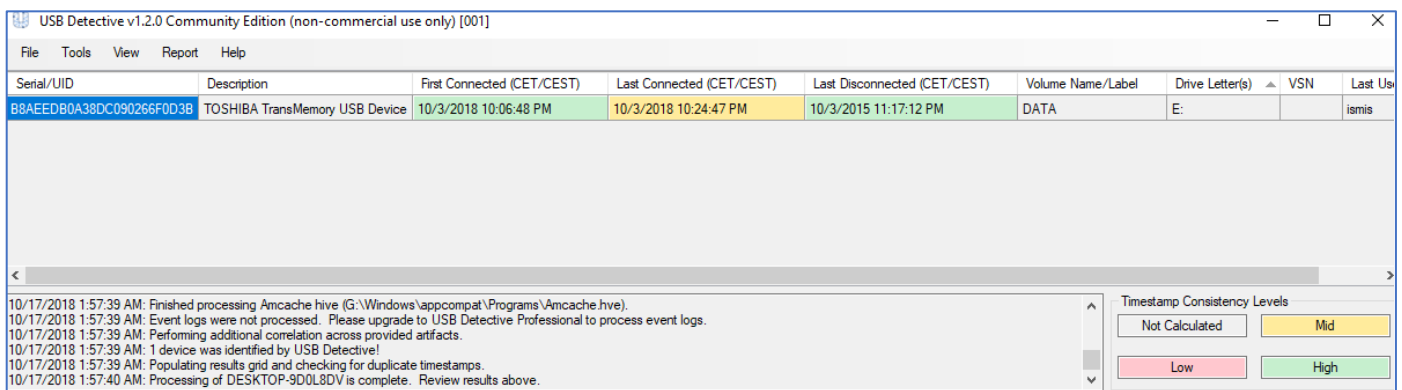 USB Detective v1.2.0 Community Edition (non-commercial use only) [001]
File Tools View Report Help
Serial/UID Description First Connected (CET/CEST) Last Connected (CET/CEST) Last Disconnected (CET/CEST) Volume Name/Label Drive Letter(s) VSN Last Us
B8AEEDB0A38DC090266F0D3B TOSHIBA TransMemory USB Device 10/3/2018 10:06:48 PM 10/3/2018 10:24:47 PM 10/3/2015 11:17:12 PM DATA E: ismis
10/17/2018 1:57:39 AM: Finished processing Amcache hive (G:\Windows\appcompat\Programs\Amcache.hve).
10/17/2018 1:57:39 AM: Event logs were not processed. Please upgrade to USB Detective Professional to process event logs.
10/17/2018 1:57:39 AM: Performing additional correlation across provided artifacts.
10/17/2018 1:57:39 AM: 1 device was identified by USB Detective!
10/17/2018 1:57:39 AM: Populating results grid and checking for duplicate timestamps.
10/17/2018 1:57:40 AM: Processing of DESKTOP-9D0L8DV is complete. Review results above.
Timestamp Consistency Levels
Not Calculated Mid
Low High